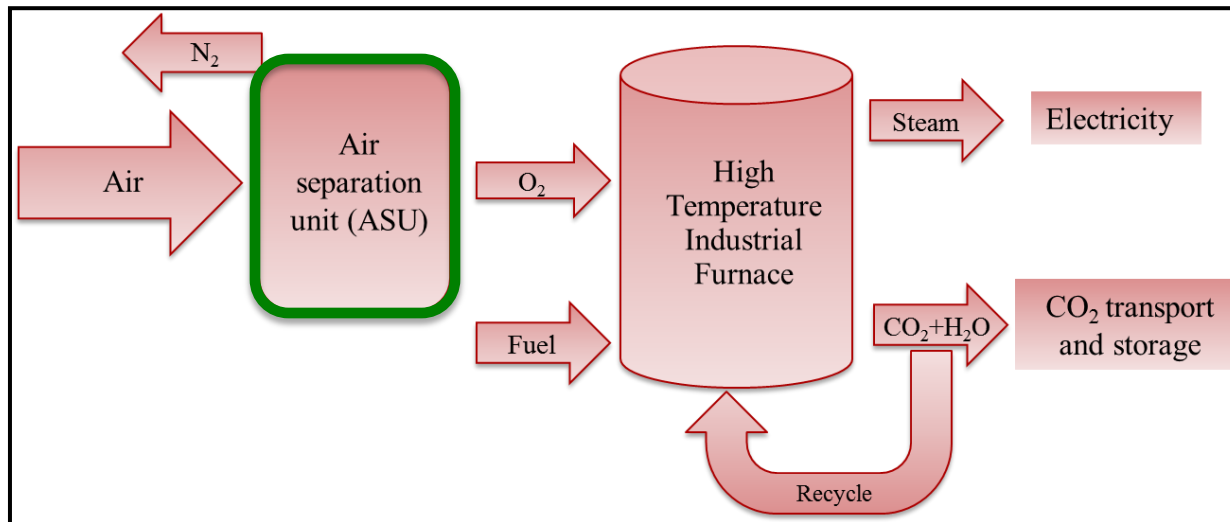 N₂
Air
Air
separation
unit (ASU)
O₂
Fuel
High
Temperature
Industrial
Furnace
Steam
Electricity
CO₂+H₂O
CO₂ transport
and storage
Recycle